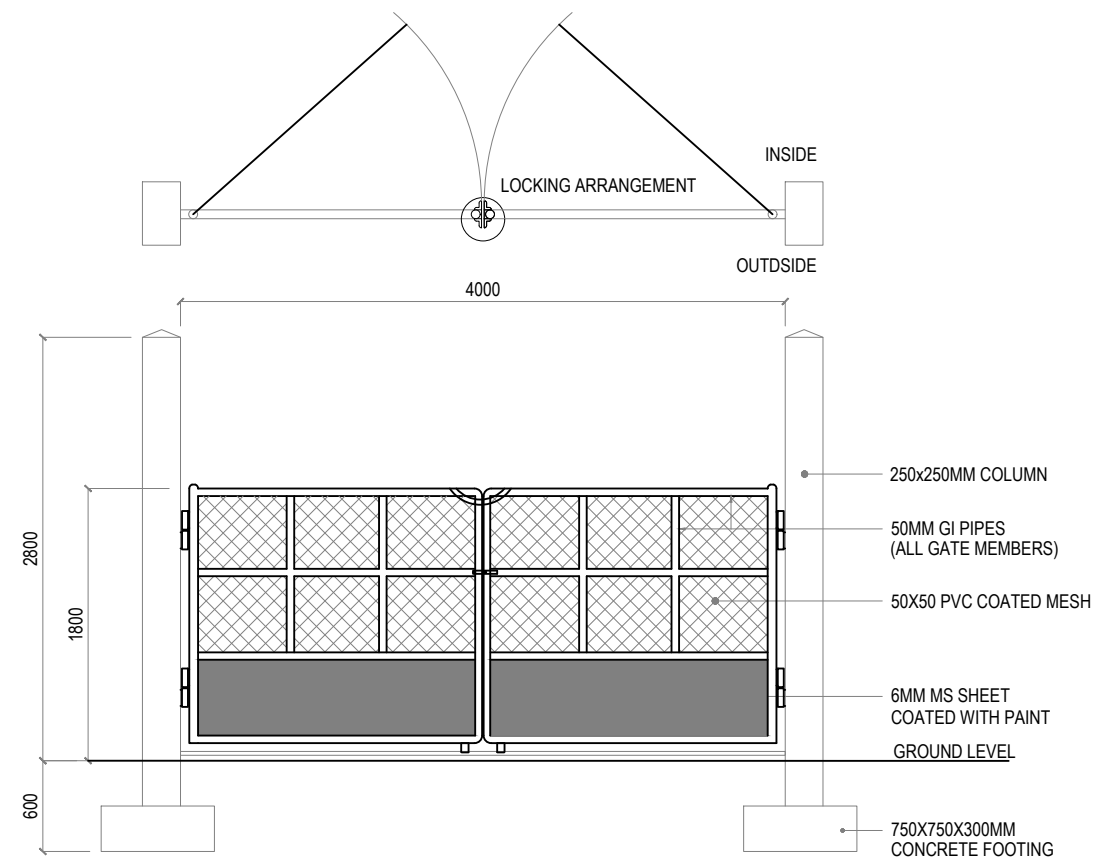 INSIDE
LOCKING ARRANGEMENT
OUTDSIDE
4000
250x250MM COLUMN
50MM GI PIPES
(ALL GATE MEMBERS)
2800
1800
50X50 PVC COATED MESH
6MM MS SHEET
COATED WITH PAINT
GROUND LEVEL
600
750X750X300MM
CONCRETE FOOTING